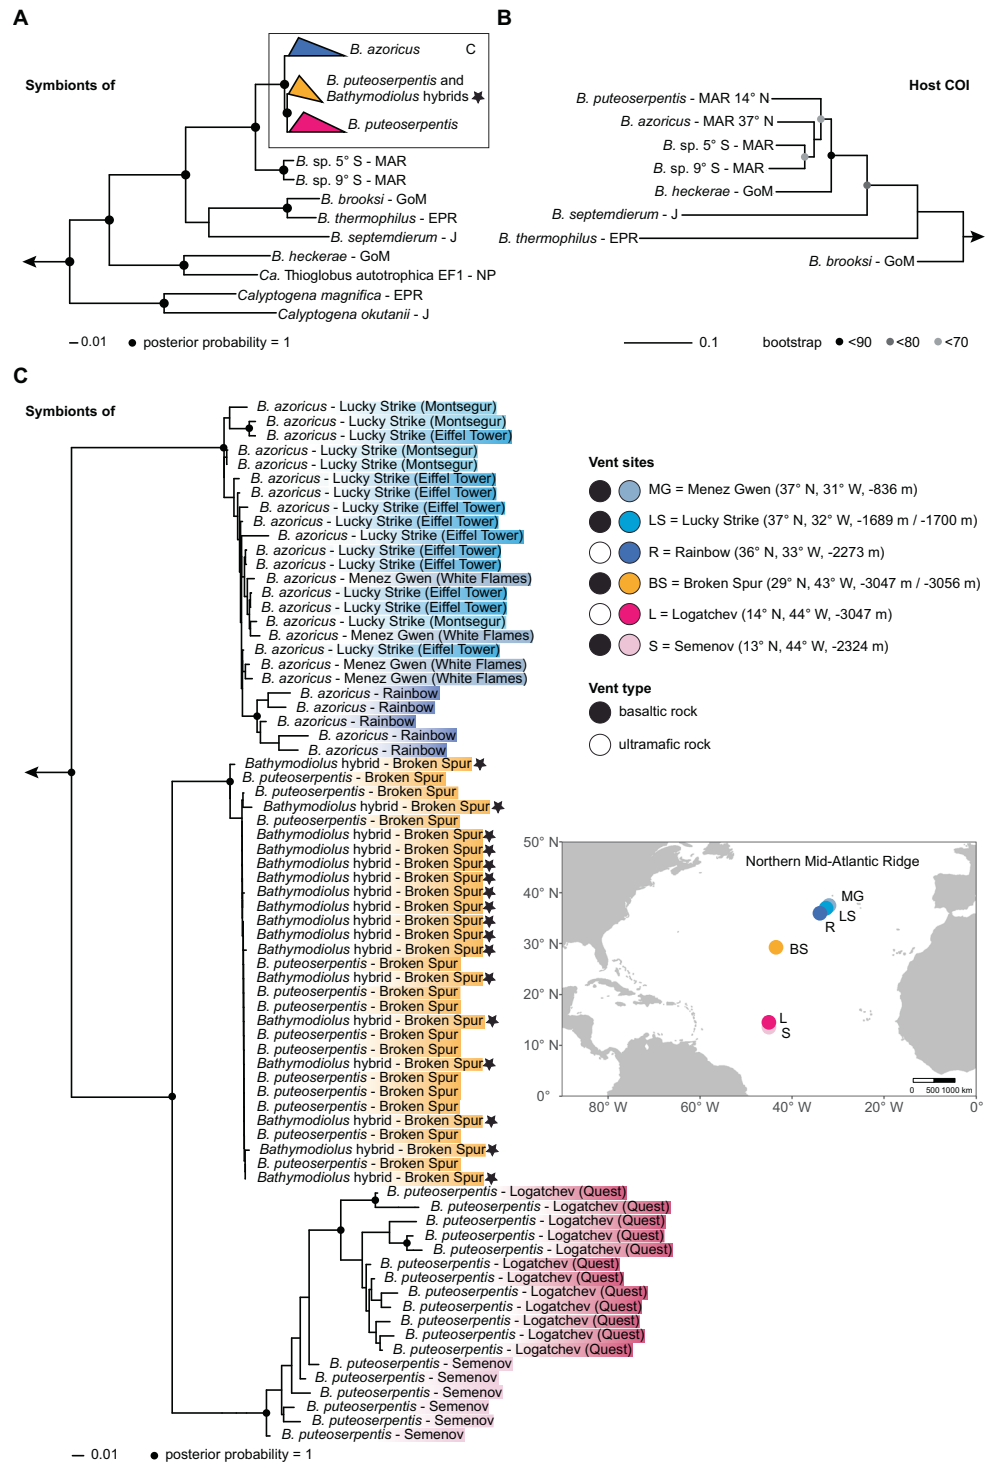 A
Symbionts of
B. azoricus
C
B. puteoserpentis and
Bathymodiolus hybrids
B. puteoserpentis
B. sp. 5° S - MAR
B. sp. 9° S - MAR
B. brooksi - GoM
B. thermophilus - EPR
B. septemdierum - J
B. heckerae - GoM
Ca. Thioglobus autotrophica EF1 - NP
Calyptogena magnifica - EPR
Calyptogena okutanii - J
0.01
posterior probability = 1
B
Host COI
B. puteoserpentis - MAR 14° N
B. azoricus - MAR 37° N
B. sp. 5° S - MAR
B. sp. 9° S - MAR
B. heckerae - GoM
B. septemdierum - J
B. thermophilus - EPR
B. brooksi - GoM
0.1
bootstrap <90 <80 <70
C
Symbionts of
B. azoricus - Lucky Strike (Montsegur)
B. azoricus - Lucky Strike (Montsegur)
B. azoricus - Lucky Strike (Eiffel Tower)
B. azoricus - Lucky Strike (Montsegur)
B. azoricus - Lucky Strike (Montsegur)
B. azoricus - Lucky Strike (Eiffel Tower)
B. azoricus - Lucky Strike (Eiffel Tower)
B. azoricus - Lucky Strike (Eiffel Tower)
B. azoricus - Lucky Strike (Eiffel Tower)
B. azoricus - Lucky Strike (Eiffel Tower)
B. azoricus - Lucky Strike (Eiffel Tower)
B. azoricus - Lucky Strike (Eiffel Tower)
B. azoricus - Menez Gwen (White Flames)
B. azoricus - Lucky Strike (Eiffel Tower)
B. azoricus - Lucky Strike (Eiffel Tower)
B. azoricus - Lucky Strike (Montsegur)
B. azoricus - Menez Gwen (White Flames)
B. azoricus - Lucky Strike (Eiffel Tower)
B. azoricus - Menez Gwen (White Flames)
B. azoricus - Menez Gwen (White Flames)
B. azoricus - Rainbow
B. azoricus - Rainbow
B. azoricus - Rainbow
B. azoricus - Rainbow
B. azoricus - Rainbow
Bathymodiolus hybrid - Broken Spur
B. puteoserpentis - Broken Spur
B. puteoserpentis - Broken Spur
Bathymodiolus hybrid - Broken Spur
B. puteoserpentis - Broken Spur
Bathymodiolus hybrid - Broken Spur
Bathymodiolus hybrid - Broken Spur
Bathymodiolus hybrid - Broken Spur
Bathymodiolus hybrid - Broken Spur
Bathymodiolus hybrid - Broken Spur
Bathymodiolus hybrid - Broken Spur
Bathymodiolus hybrid - Broken Spur
Bathymodiolus hybrid - Broken Spur
Bathymodiolus hybrid - Broken Spur
B. puteoserpentis - Broken Spur
Bathymodiolus hybrid - Broken Spur
B. puteoserpentis - Broken Spur
B. puteoserpentis - Broken Spur
Bathymodiolus hybrid - Broken Spur
B. puteoserpentis - Broken Spur
B. puteoserpentis - Broken Spur
Bathymodiolus hybrid - Broken Spur
B. puteoserpentis - Broken Spur
B. puteoserpentis - Broken Spur
B. puteoserpentis - Broken Spur
Bathymodiolus hybrid - Broken Spur
B. puteoserpentis - Broken Spur
Bathymodiolus hybrid - Broken Spur
B. puteoserpentis - Broken Spur
Bathymodiolus hybrid - Broken Spur
B. puteoserpentis - Logatchev (Quest)
B. puteoserpentis - Logatchev (Quest)
B. puteoserpentis - Logatchev (Quest)
B. puteoserpentis - Logatchev (Quest)
B. puteoserpentis - Logatchev (Quest)
B. puteoserpentis - Logatchev (Quest)
B. puteoserpentis - Logatchev (Quest)
B. puteoserpentis - Logatchev (Quest)
B. puteoserpentis - Logatchev (Quest)
B. puteoserpentis - Logatchev (Quest)
B. puteoserpentis - Logatchev (Quest)
B. puteoserpentis - Logatchev (Quest)
B. puteoserpentis - Semenov
B. puteoserpentis - Semenov
B. puteoserpentis - Semenov
B. puteoserpentis - Semenov
B. puteoserpentis - Semenov
B. puteoserpentis - Semenov
0.01
posterior probability = 1
Vent sites
MG = Menez Gwen (37° N, 31° W, -836 m)
LS = Lucky Strike (37° N, 32° W, -1689 m / -1700 m)
R = Rainbow (36° N, 33° W, -2273 m)
BS = Broken Spur (29° N, 43° W, -3047 m / -3056 m)
L = Logatchev (14° N, 44° W, -3047 m)
S = Semenov (13° N, 44° W, -2324 m)
Vent type
basaltic rock
ultramafic rock
Northern Mid-Atlantic Ridge
50° N
40° N
30° N
20° N
10° N
0°
MG
LS
R
BS
L
S
0 500 1000 km
80° W 60° W 40° W 20° W 0°